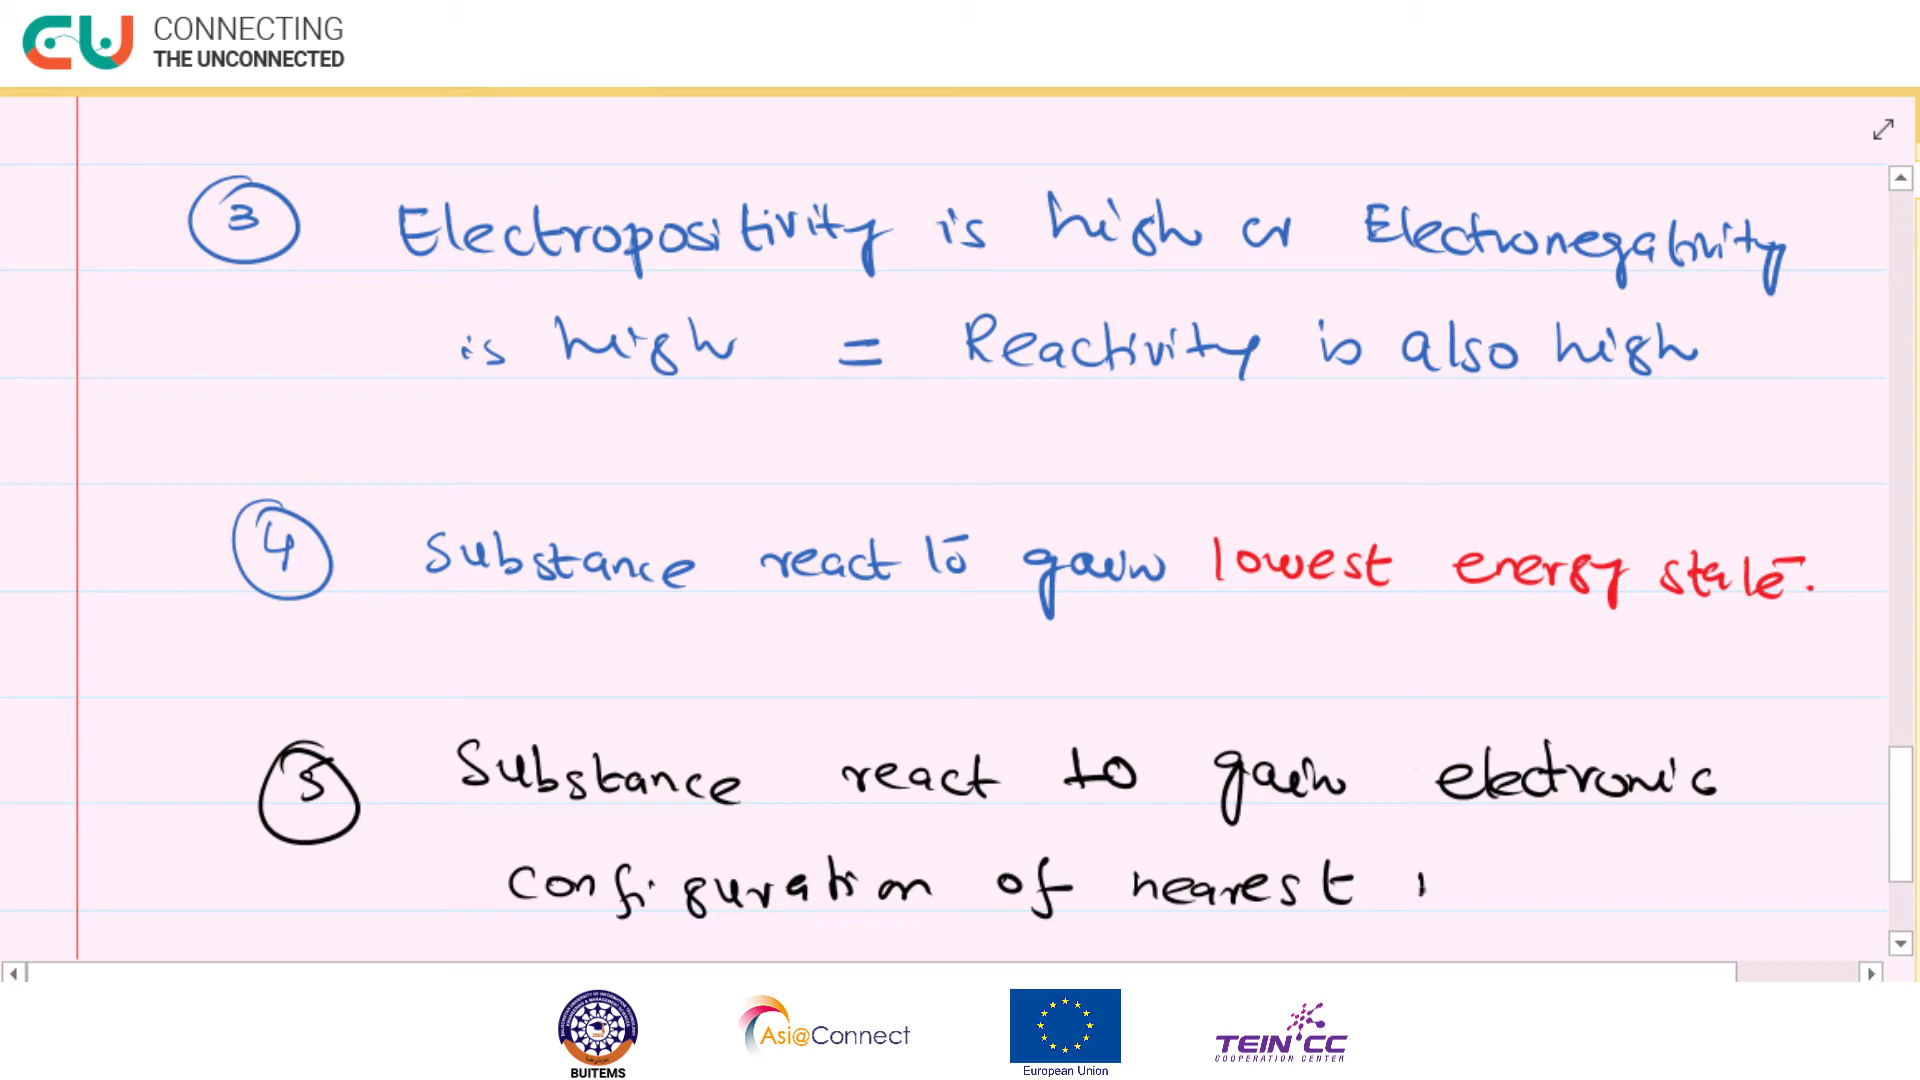 CONNECTING
THE UNCONNECTED
3 Electropositivity is high or Electronegativity
is high = Reactivity is also high
4 Substance react to gain lowest energy state.
5 Substance react to gain electronic
configuration of nearest
BUITEMS
Asi@Connect
European Union
TEIN*CC
COOPERATION CENTER